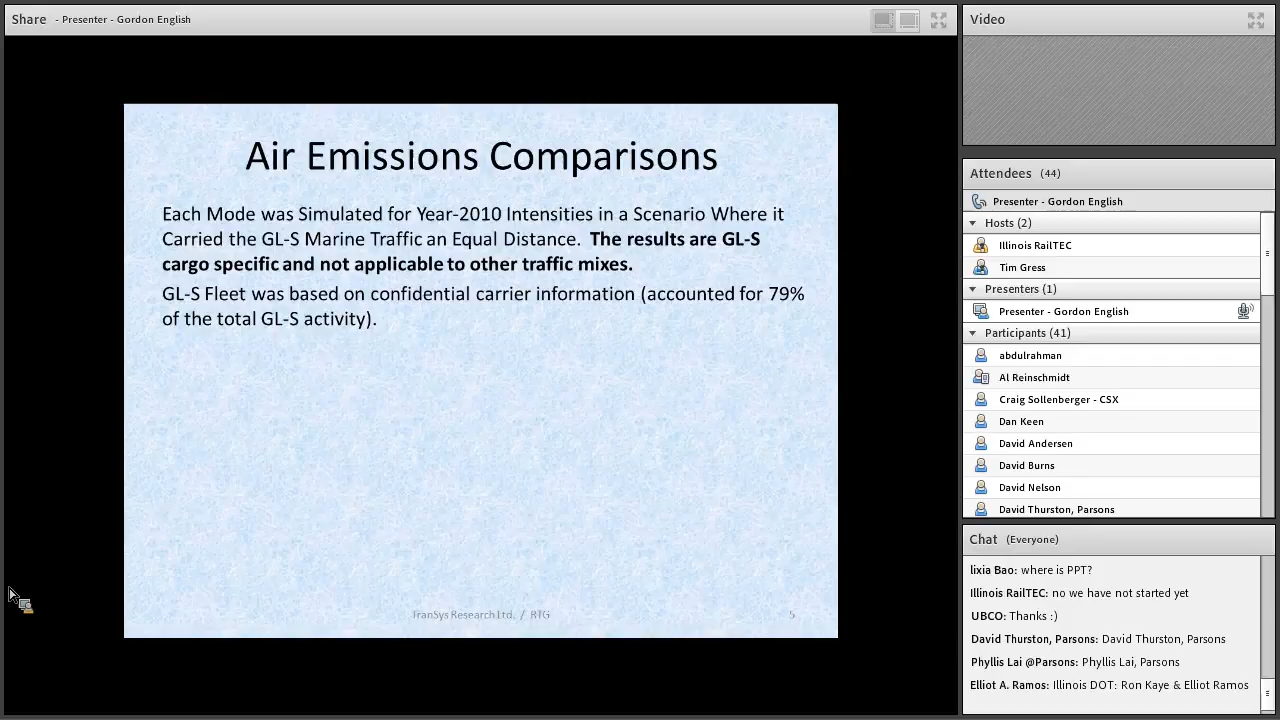 Share - Presenter - Gordon English
Air Emissions Comparisons
Each Mode was Simulated for Year-2010 Intensities in a Scenario Where it
Carried the GL-S Marine Traffic an Equal Distance. The results are GL-S
cargo specific and not applicable to other traffic mixes.
GL-S Fleet was based on confidential carrier information (accounted for 79%
of the total GL-S activity).
TranSys Research Ltd. / RTG
5
Video
Attendees (44)
Presenter - Gordon English
Hosts (2)
Illinois RailTEC
Tim Gress
Presenters (1)
Presenter - Gordon English
Participants (41)
abdulrahman
Al Reinschmidt
Craig Sollenberger - CSX
Dan Keen
David Andersen
David Burns
David Nelson
David Thurston, Parsons
Chat (Everyone)
lixia Bao: where is PPT?
Illinois RailTEC: no we have not started yet
UBCO: Thanks :)
David Thurston, Parsons: David Thurston, Parsons
Phyllis Lai @Parsons: Phyllis Lai, Parsons
Elliot A. Ramos: Illinois DOT: Ron Kaye & Elliot Ramos